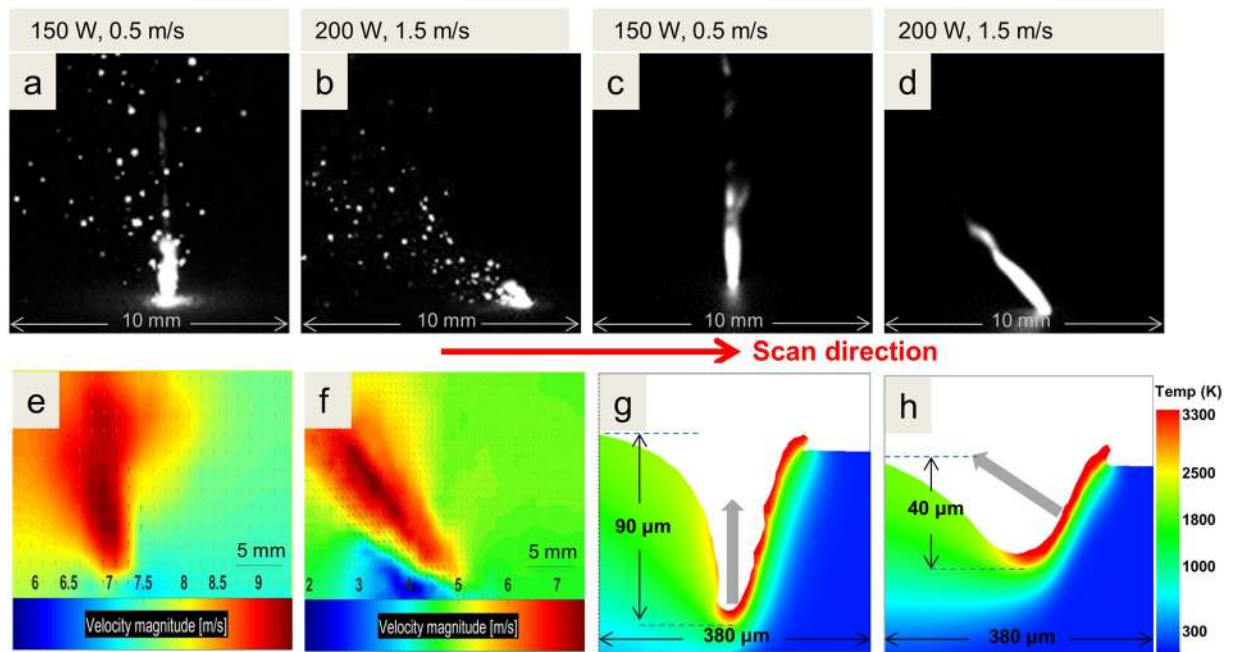 150 W, 0.5 m/s
200 W, 1.5 m/s
150 W, 0.5 m/s
200 W, 1.5 m/s
a
b
c
d
10 mm
10 mm
10 mm
10 mm
Scan direction
e
f
g
h
Temp (K)
3300
2500
1800
1000
300
5 mm
6 6.5 7 7.5 8 8.5 9
Velocity magnitude [m/s]
5 mm
2 3 4 5 6 7
Velocity magnitude [m/s]
90 µm
380 µm
40 µm
380 µm